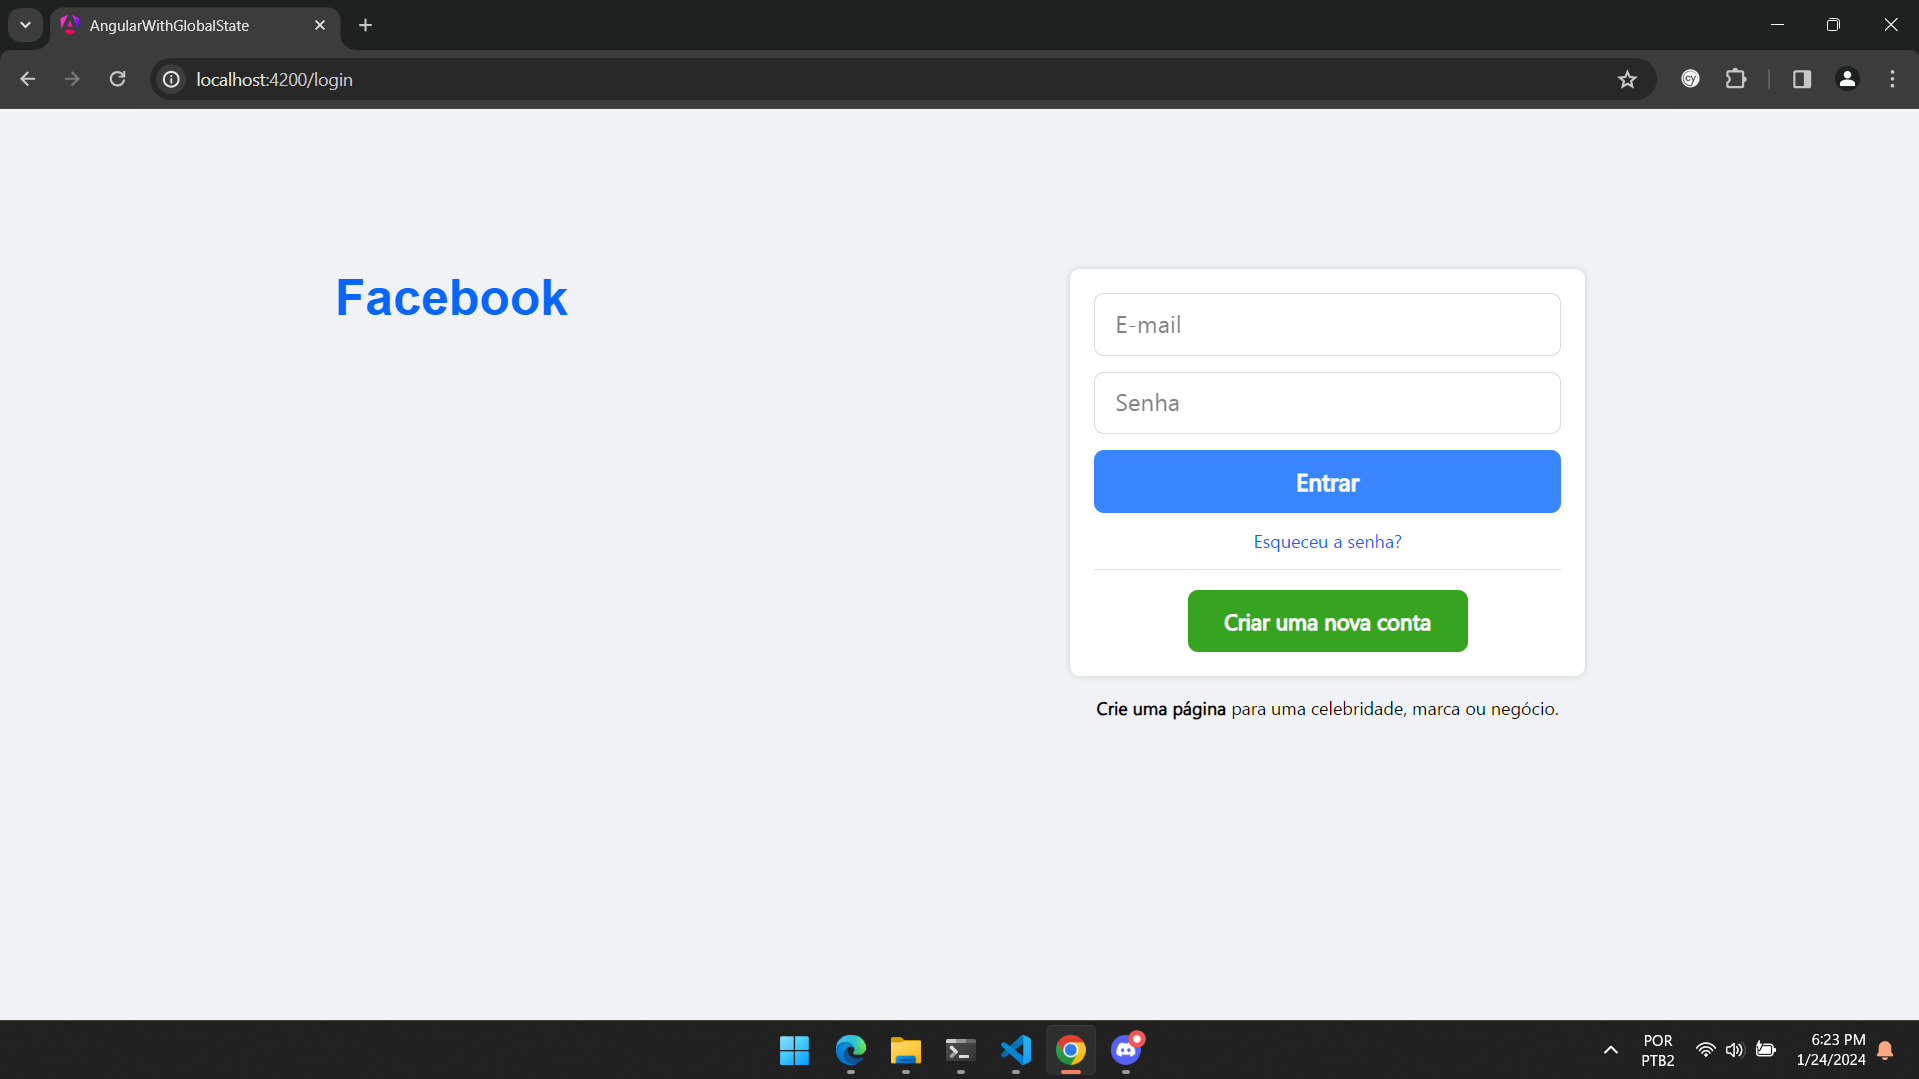 AngularWithGlobalState
localhost:4200/login
Facebook
E-mail
Senha
Entrar
Esqueceu a senha?
Criar uma nova conta
Crie uma página para uma celebridade, marca ou negócio.
POR
PTB2
6:23 PM
1/24/2024